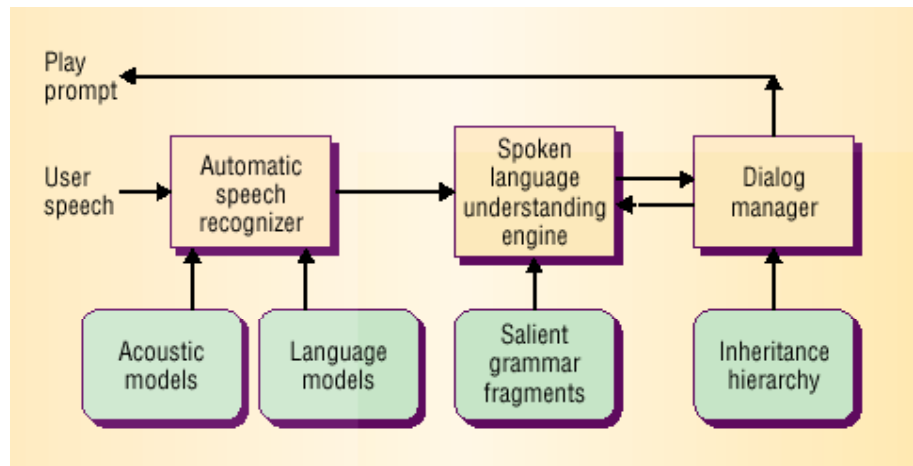 Play
prompt
User
speech
Automatic
speech
recognizer
Spoken
language
understanding
engine
Dialog
manager
Acoustic
models
Language
models
Salient
grammar
fragments
Inheritance
hierarchy